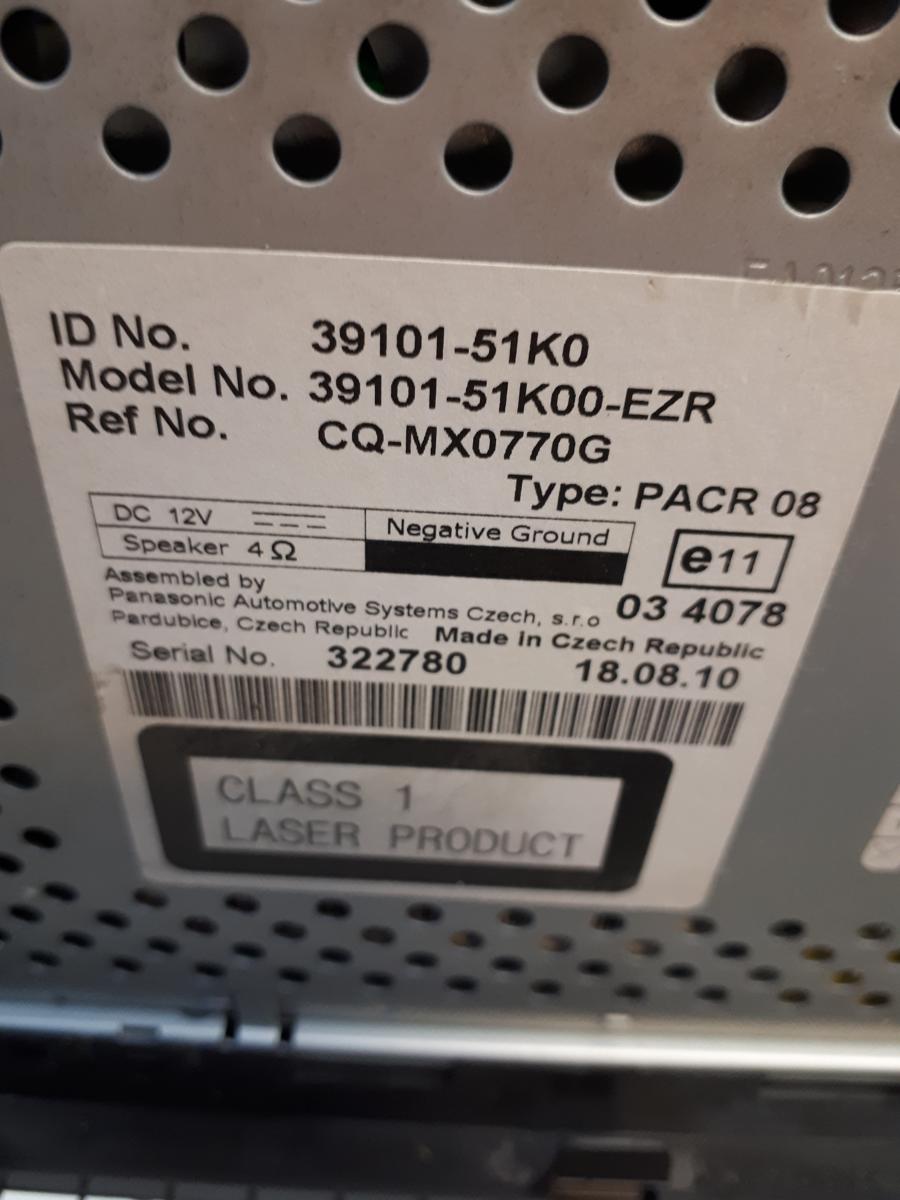 ID No. 39101-51K0
Model No. 39101-51K00-EZR
Ref No. CQ-MX0770G
Type: PACR 08
DC 12V
Negative Ground
Speaker 4Ω
e11
Assembled by
Panasonic Automotive Systems Czech, s.r.o
03 4078
Pardubice, Czech Republic Made in Czech Republic
Serial No. 322780 18.08.10
CLASS 1
LASER PRODUCT